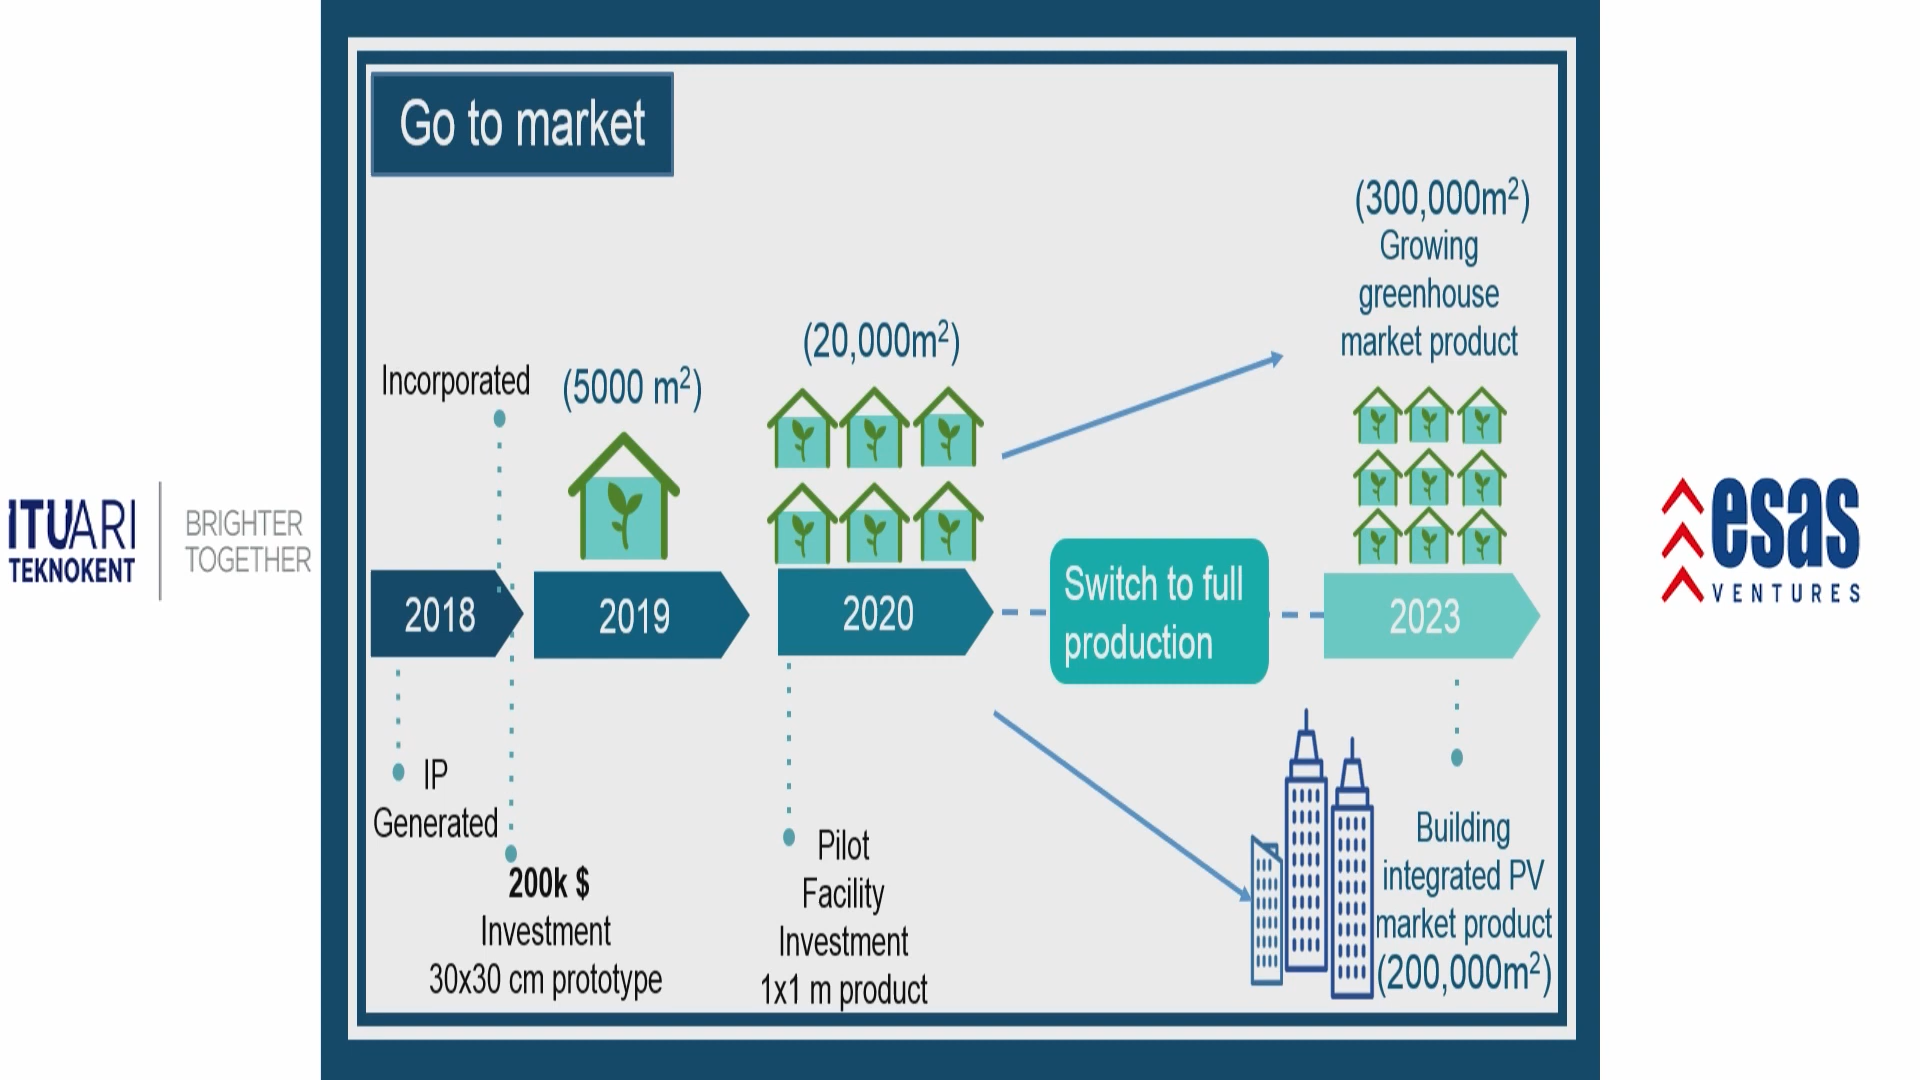 Go to market
(300,000m²)
Growing
greenhouse
market product
(20,000m²)
Incorporated
(5000 m²)
ITUARI
TEKNOKENT
BRIGHTER
TOGETHER
2018
2019
2020
Switch to full
production
2023
esas
VENTURES
IP
Generated
200k $
Investment
30x30 cm prototype
Pilot
Facility
Investment
1x1 m product
Building
integrated PV
market product
(200,000m²)